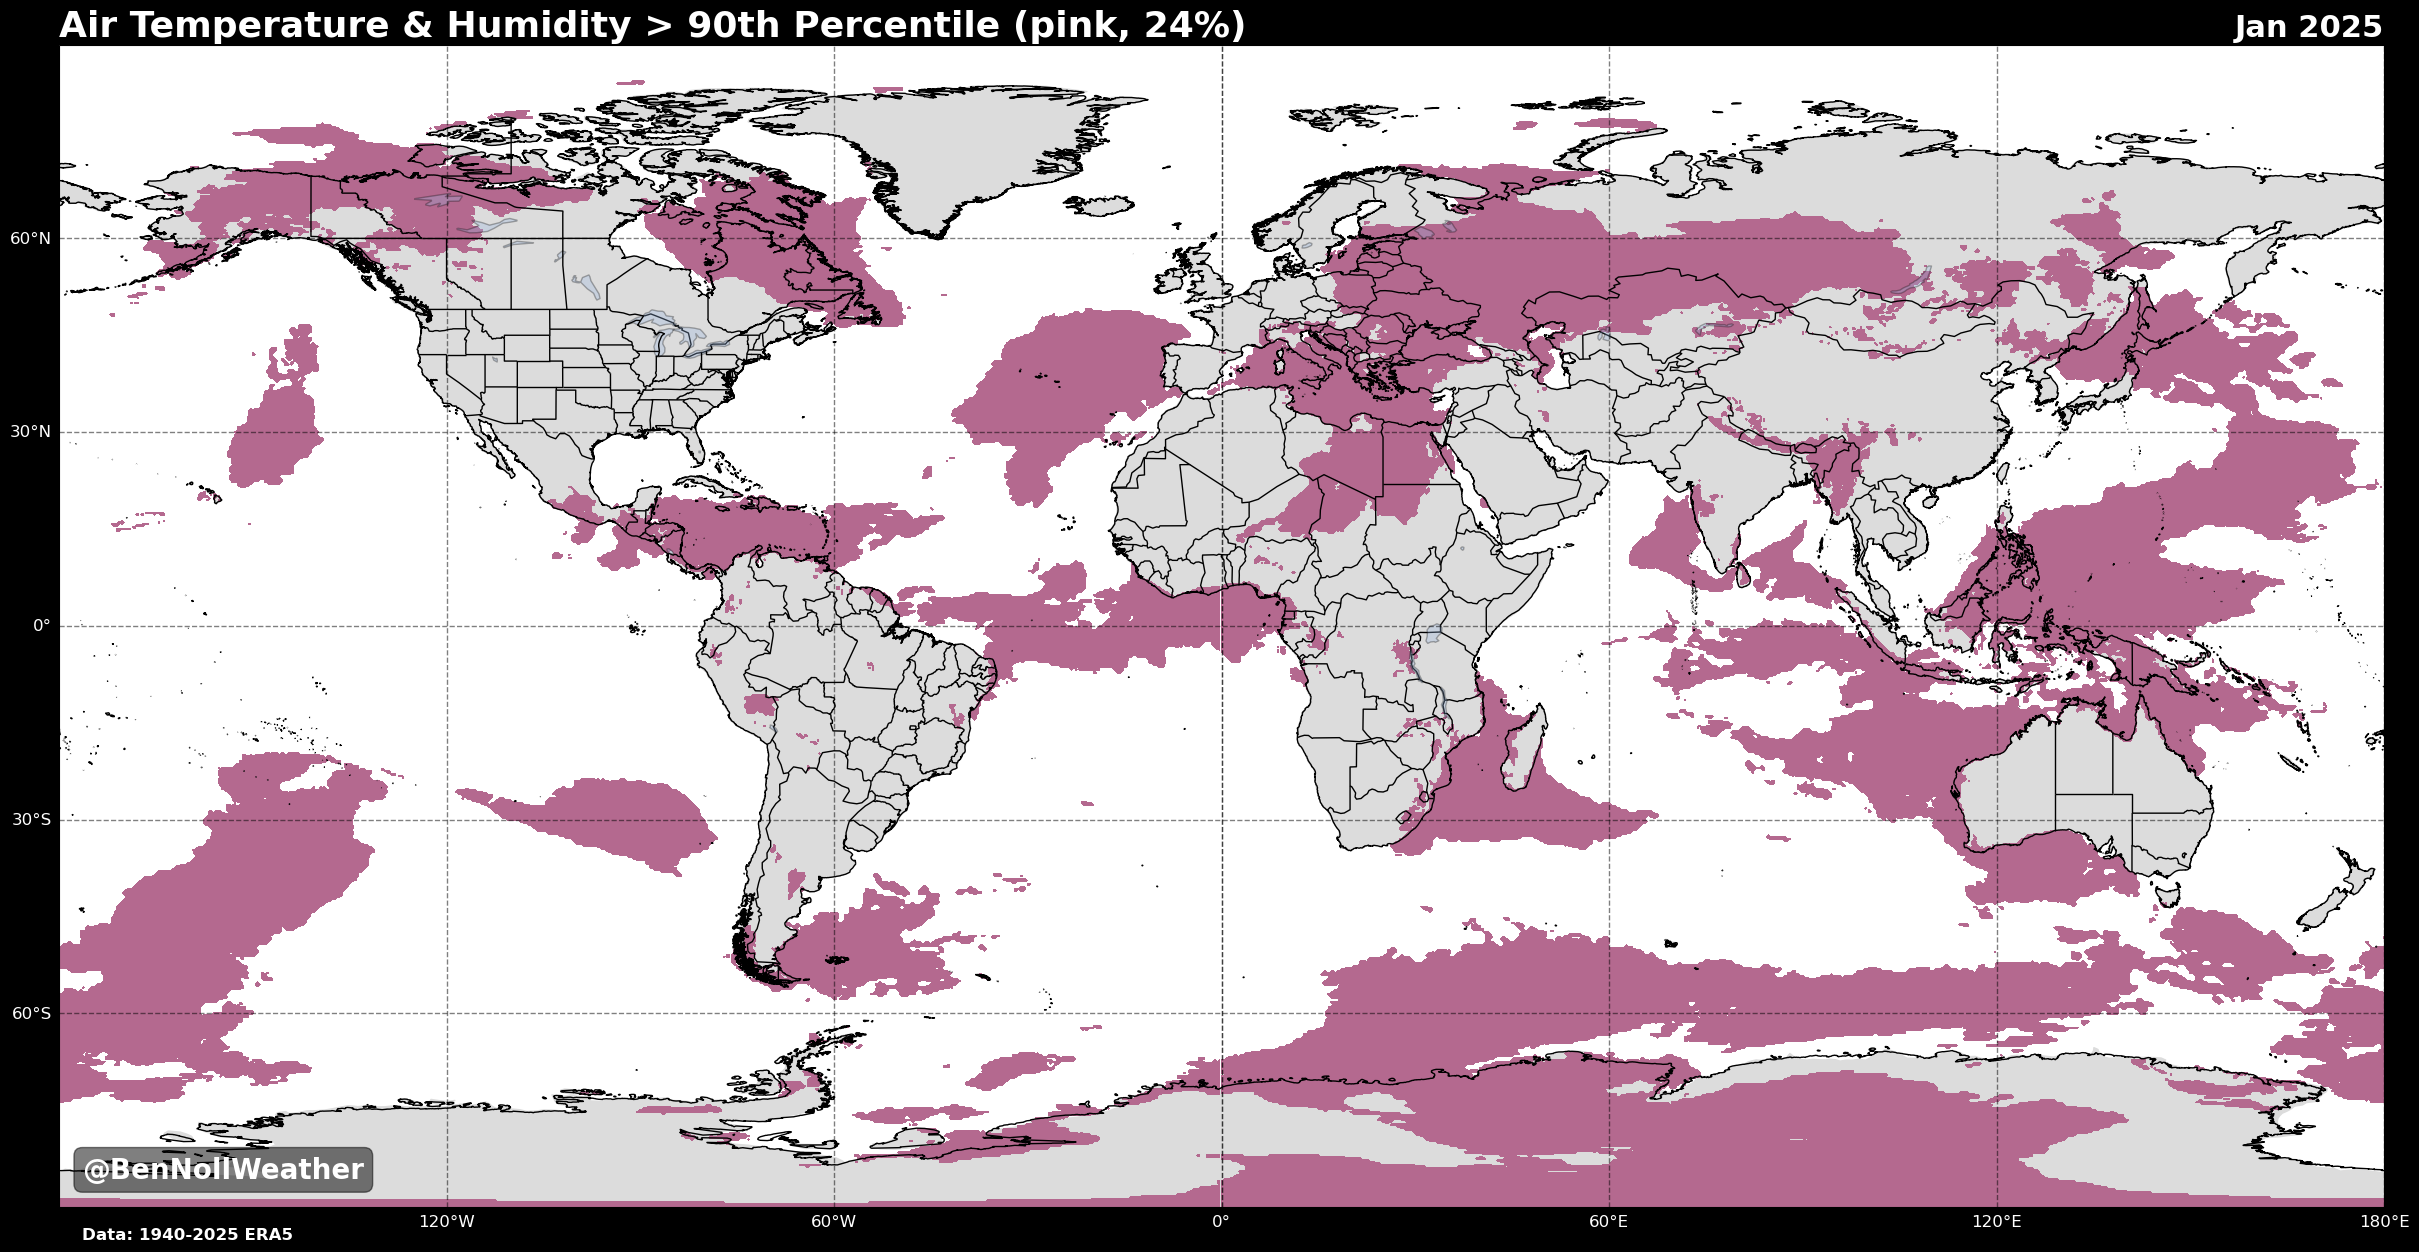 Air Temperature & Humidity > 90th Percentile (pink, 24%)
Jan 2025
60°N
30°N
0°
30°S
60°S
@BenNollWeather
120°W
60°W
0°
60°E
120°E
180°E
Data: 1940-2025 ERA5